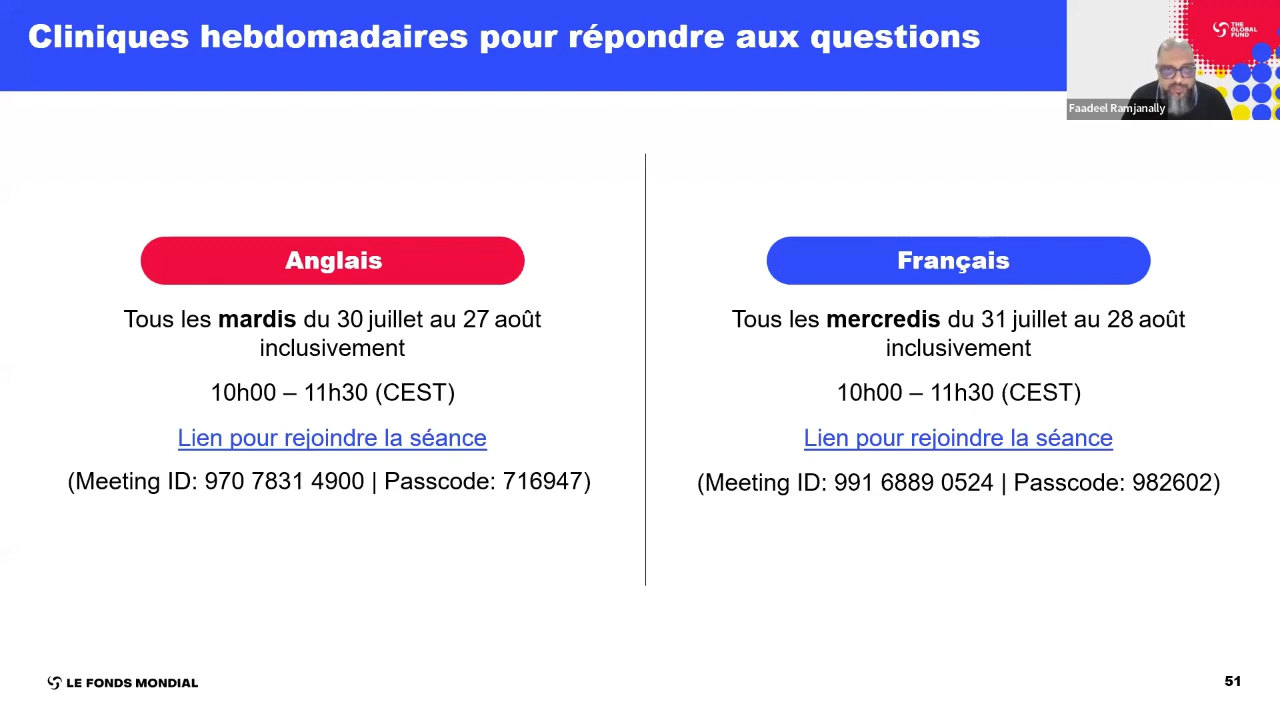 Cliniques hebdomadaires pour répondre aux questions
THE
GLOBAL
FUND
Faadeel Ramjanally
Anglais
Tous les mardis du 30 juillet au 27 août
inclusivement
10h00 – 11h30 (CEST)
Lien pour rejoindre la séance
(Meeting ID: 970 7831 4900 | Passcode: 716947)
Français
Tous les mercredis du 31 juillet au 28 août
inclusivement
10h00 – 11h30 (CEST)
Lien pour rejoindre la séance
(Meeting ID: 991 6889 0524 | Passcode: 982602)
LE FONDS MONDIAL
51